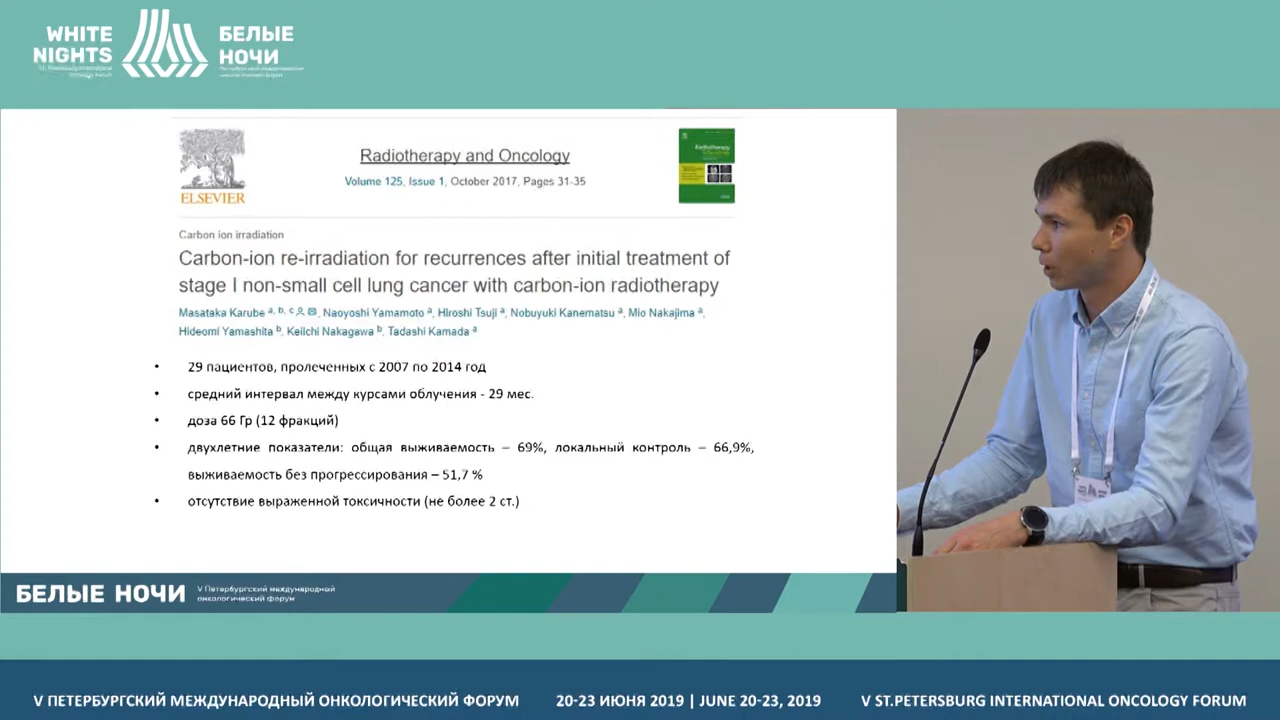 WHITE NIGHTS
St. Petersburg International Oncology Forum
БЕЛЫЕ НОЧИ
ELSEVIER
Radiotherapy and Oncology
Volume 125, Issue 1, October 2017, Pages 31-35
Carbon ion irradiation
Carbon-ion re-irradiation for recurrences after initial treatment of
stage I non-small cell lung cancer with carbon-ion radiotherapy
Masataka Karube a, b, c, Naoyoshi Yamamoto a, Hiroshi Tsuji a, Nobuyuki Kanematsu a, Mio Nakajima a,
Hideomi Yamashita b, Keiichi Nakagawa b, Tadashi Kamada a
• 29 пациентов, пролеченных с 2007 по 2014 год
• средний интервал между курсами облучения - 29 мес.
• доза 66 Гр (12 фракций)
• двухлетние показатели: общая выживаемость – 69%, локальный контроль – 66,9%,
выживаемость без прогрессирования – 51,7 %
• отсутствие выраженной токсичности (не более 2 ст.)
БЕЛЫЕ НОЧИ
V Петербургский международный
онкологический форум
V ПЕТЕРБУРГСКИЙ МЕЖДУНАРОДНЫЙ ОНКОЛОГИЧЕСКИЙ ФОРУМ 20-23 ИЮНЯ 2019 | JUNE 20-23, 2019 V ST.PETERSBURG INTERNATIONAL ONCOLOGY FORUM